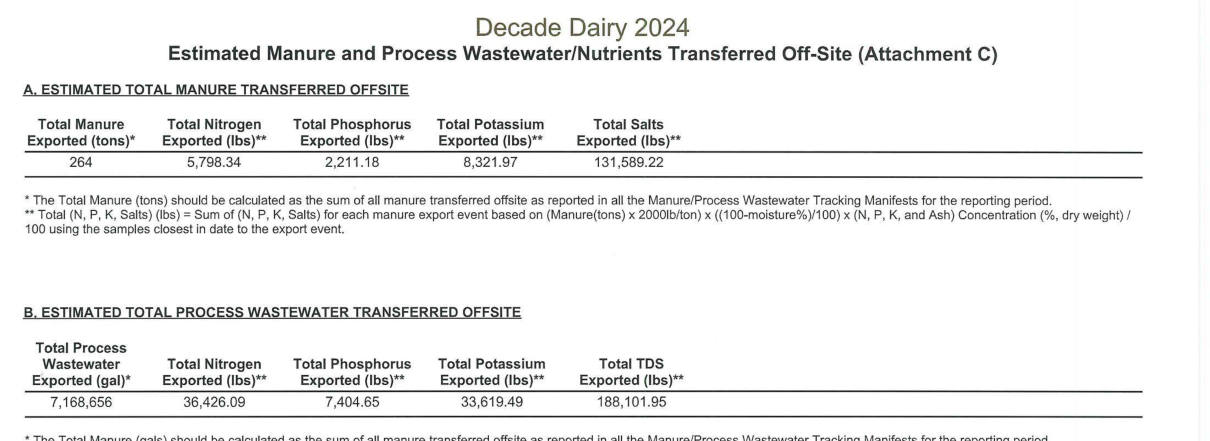 Decade Dairy 2024
Estimated Manure and Process Wastewater/Nutrients Transferred Off-Site (Attachment C)
A. ESTIMATED TOTAL MANURE TRANSFERRED OFFSITE
Total Manure Exported (tons)* Total Nitrogen Exported (lbs)** Total Phosphorus Exported (lbs)** Total Potassium Exported (lbs)** Total Salts Exported (lbs)**
264 5,798.34 2,211.18 8,321.97 131,589.22
* The Total Manure (tons) should be calculated as the sum of all manure transferred offsite as reported in all the Manure/Process Wastewater Tracking Manifests for the reporting period.
** Total (N, P, K, Salts) (lbs) = Sum of (N, P, K, Salts) for each manure export event based on (Manure(tons) x 2000lb/ton) x ((100-moisture%)/100) x (N, P, K, and Ash) Concentration (%, dry weight) /
100 using the samples closest in date to the export event.
B. ESTIMATED TOTAL PROCESS WASTEWATER TRANSFERRED OFFSITE
Total Process Wastewater Exported (gal)* Total Nitrogen Exported (lbs)** Total Phosphorus Exported (lbs)** Total Potassium Exported (lbs)** Total TDS Exported (lbs)**
7,168,656 36,426.09 7,404.65 33,619.49 188,101.95
* The Total Manure (gals) should be calculated as the sum of all manure transferred offsite as reported in all the Manure/Process Wastewater Tracking Manifests for the reporting period.